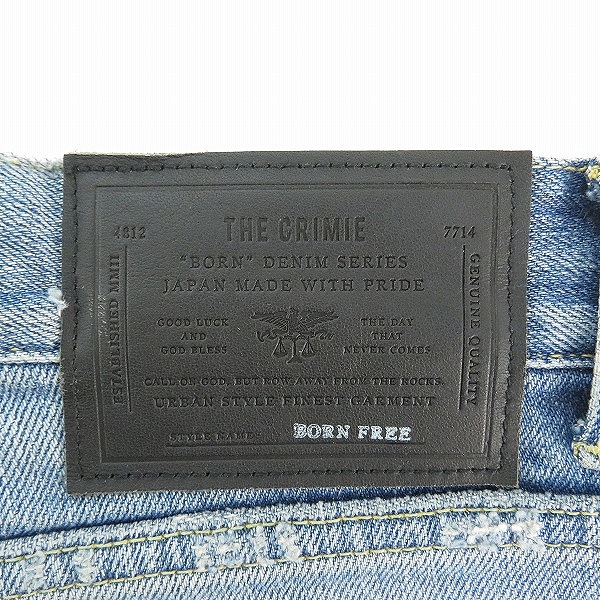 4812 THE CRIMIE 7714
"BORN" DENIM SERIES
JAPAN MADE WITH PRIDE
ESTABLISHED MMII
GENUINE QUALITY
GOOD LUCK
AND
GOD BLESS
THE DAY
THAT
NEVER COMES
CALL ON GOD, BUT ROW AWAY FROM THE ROCKS.
URBAN STYLE FINEST GARMENT
STYLE NAME: BORN FREE